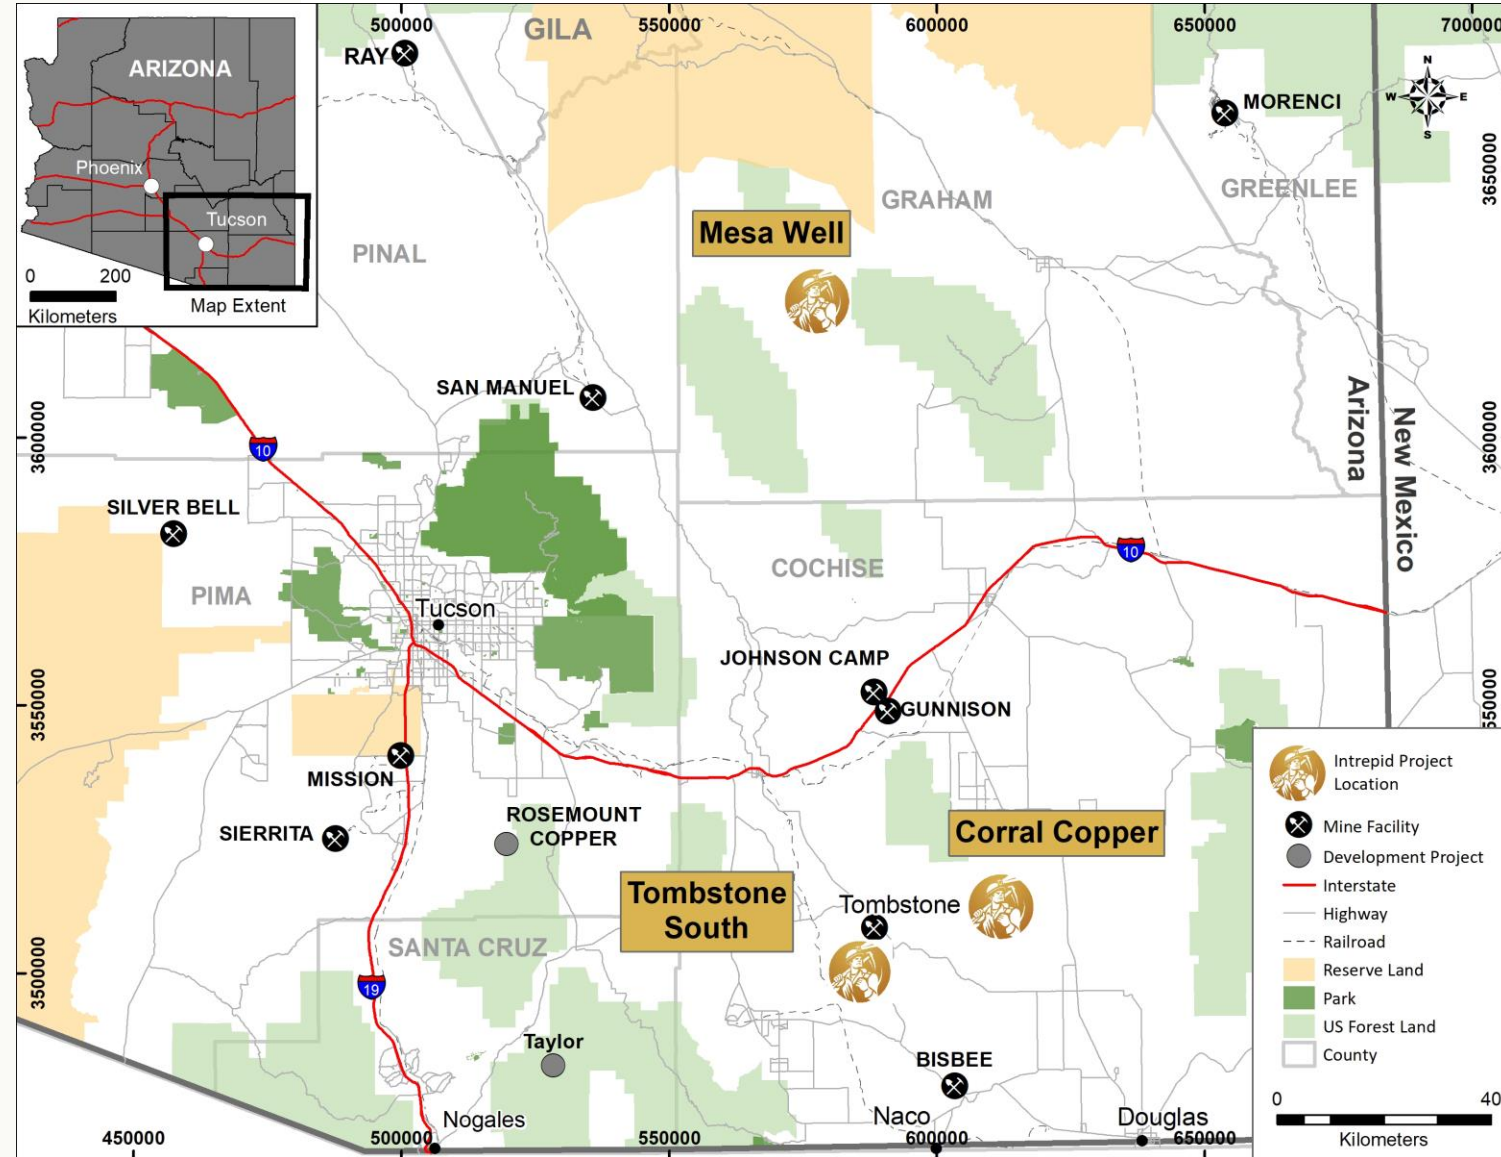 500000
550000
600000
650000
700000
ARIZONA
Phoenix
Tucson
0 200
Kilometers
Map Extent
GILA
RAY
MORENCI
N
W E
S
3650000
GRAHAM
GREENLEE
PINAL
Mesa Well
SAN MANUEL
Arizona
New Mexico
3600000
3600000
10
SILVER BELL
10
PIMA
COCHISE
Tucson
JOHNSON CAMP
GUNNISON
3550000
MISSION
ROSEMOUNT
COPPER
SIERRITA
Corral Copper
Tombstone
South
Tombstone
SANTA CRUZ
3500000
19
Taylor
BISBEE
Nogales
Naco
Douglas
450000
500000
550000
600000
650000
Intrepid Project
Location
Mine Facility
Development Project
Interstate
Highway
Railroad
Reserve Land
Park
US Forest Land
County
0 40
Kilometers